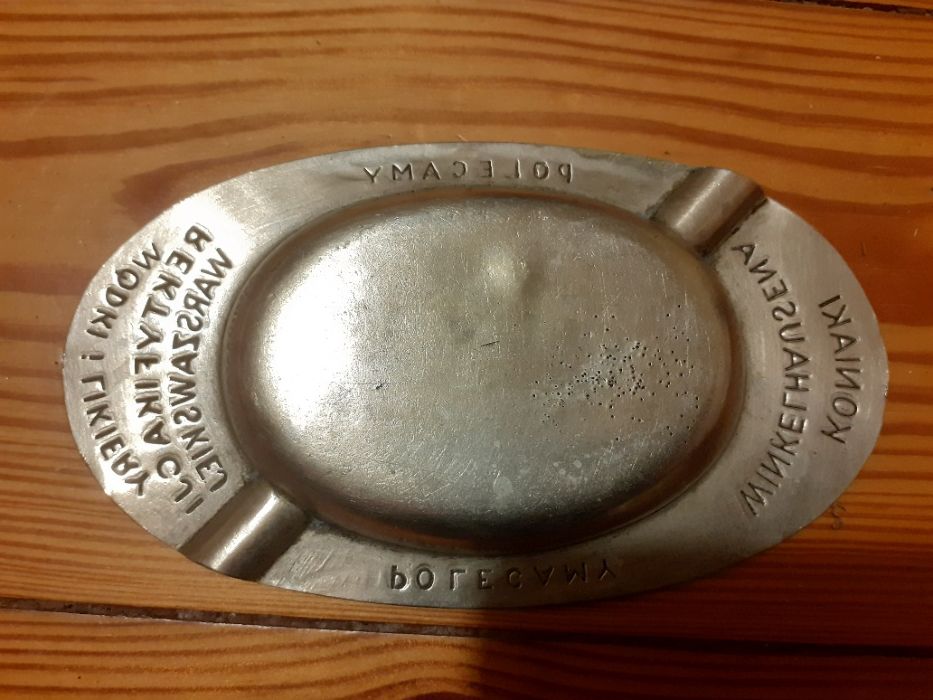 POLECAMY
WÓDKI i LIKIERY
REKTYFIKACJI
WARSZAWSKIEJ
KONIAKI
WINKELHAUSENA
POLECAMY